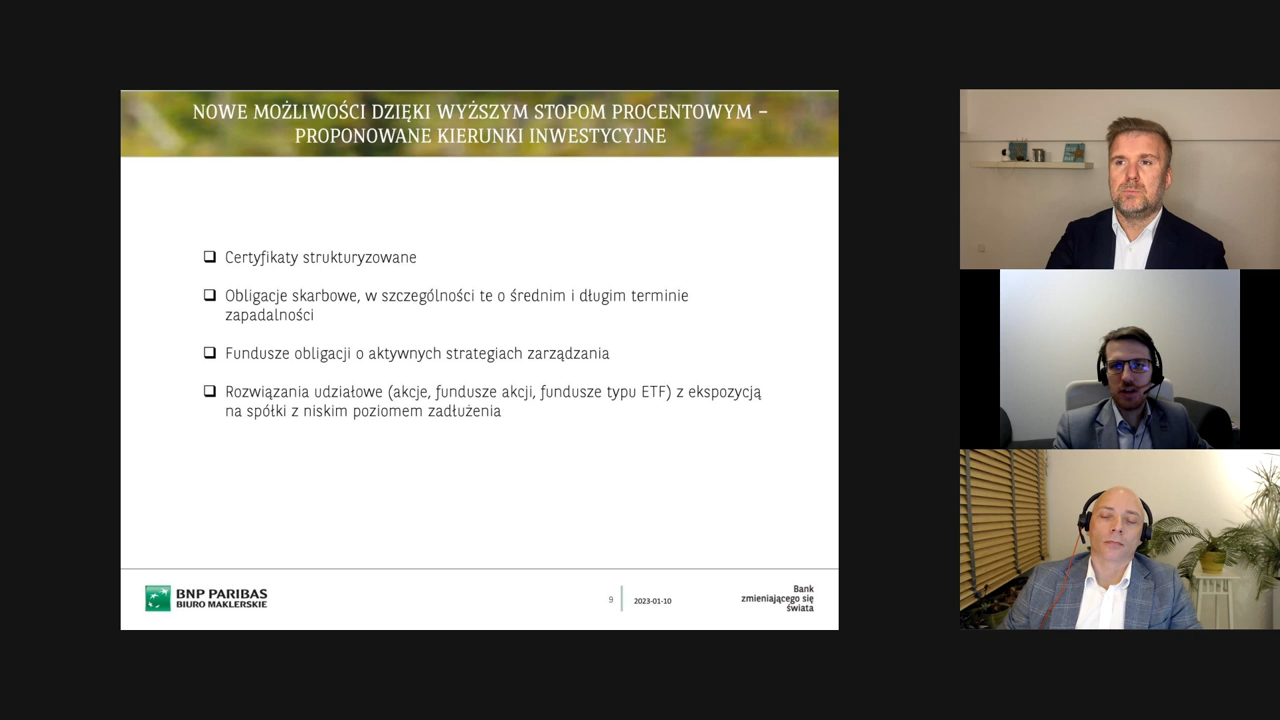 NOWE MOŻLIWOŚCI DZIĘKI WYŻSZYM STOPOM PROCENTOWYM –
PROPONOWANE KIERUNKI INWESTYCYJNE
❑ Certyfikaty strukturyzowane
❑ Obligacje skarbowe, w szczególności te o średnim i długim terminie
zapadalności
❑ Fundusze obligacji o aktywnych strategiach zarządzania
❑ Rozwiązania udziałowe (akcje, fundusze akcji, fundusze typu ETF) z ekspozycją
na spółki z niskim poziomem zadłużenia
BNP PARIBAS
BIURO MAKLERSKIE
9
2023-01-10
Bank
zmieniającego się
świata